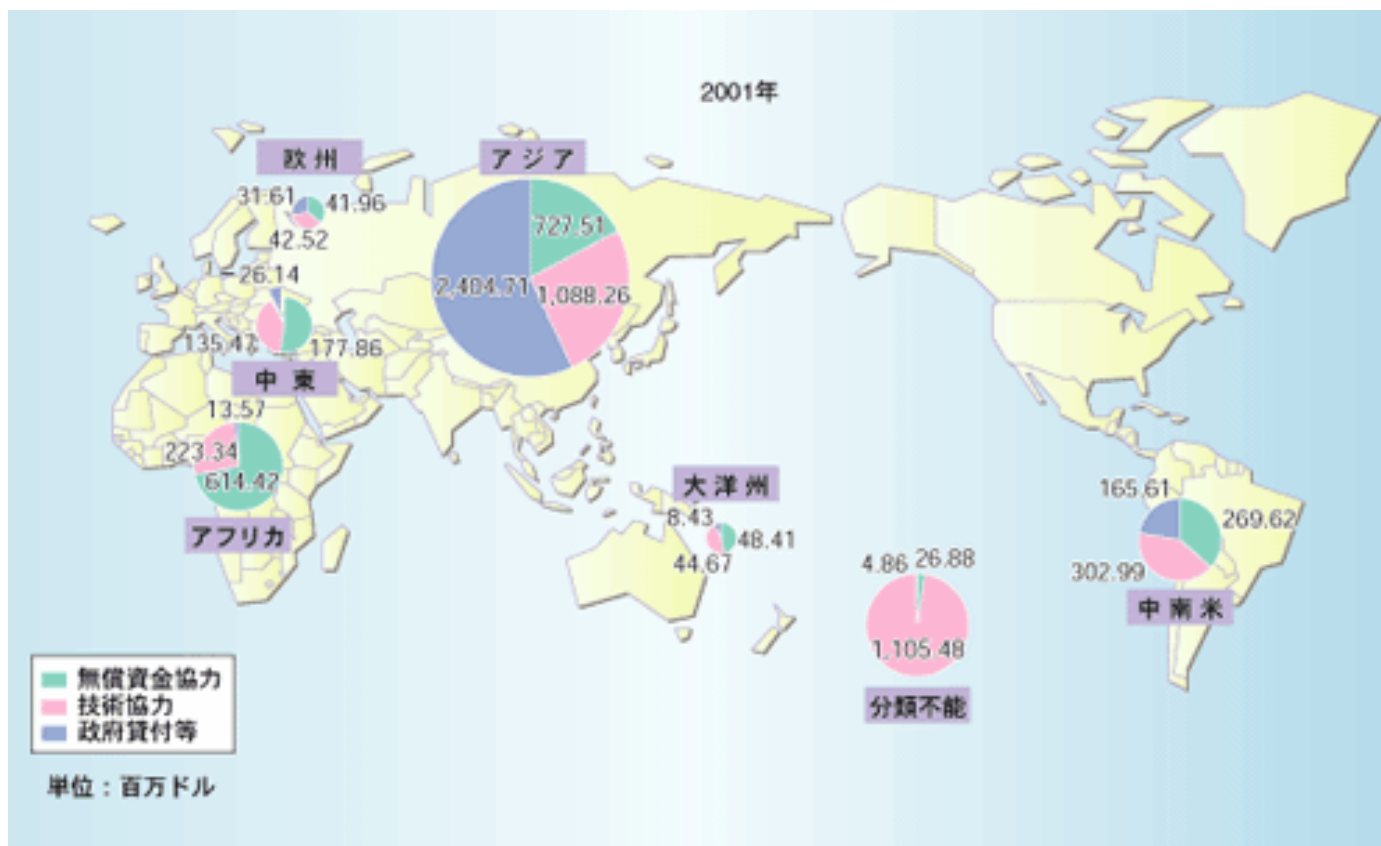 2001年
欧州
31.61
41.96
42.52
アジア
727.51
2,404.71
1,088.26
26.14
135.47
177.86
中東
13.57
223.34
614.42
アフリカ
大洋州
8.43
48.41
44.67
4.86
26.88
1,105.48
分類不能
165.61
269.62
302.99
中南米
無償資金協力
技術協力
政府貸付等
単位：百万ドル